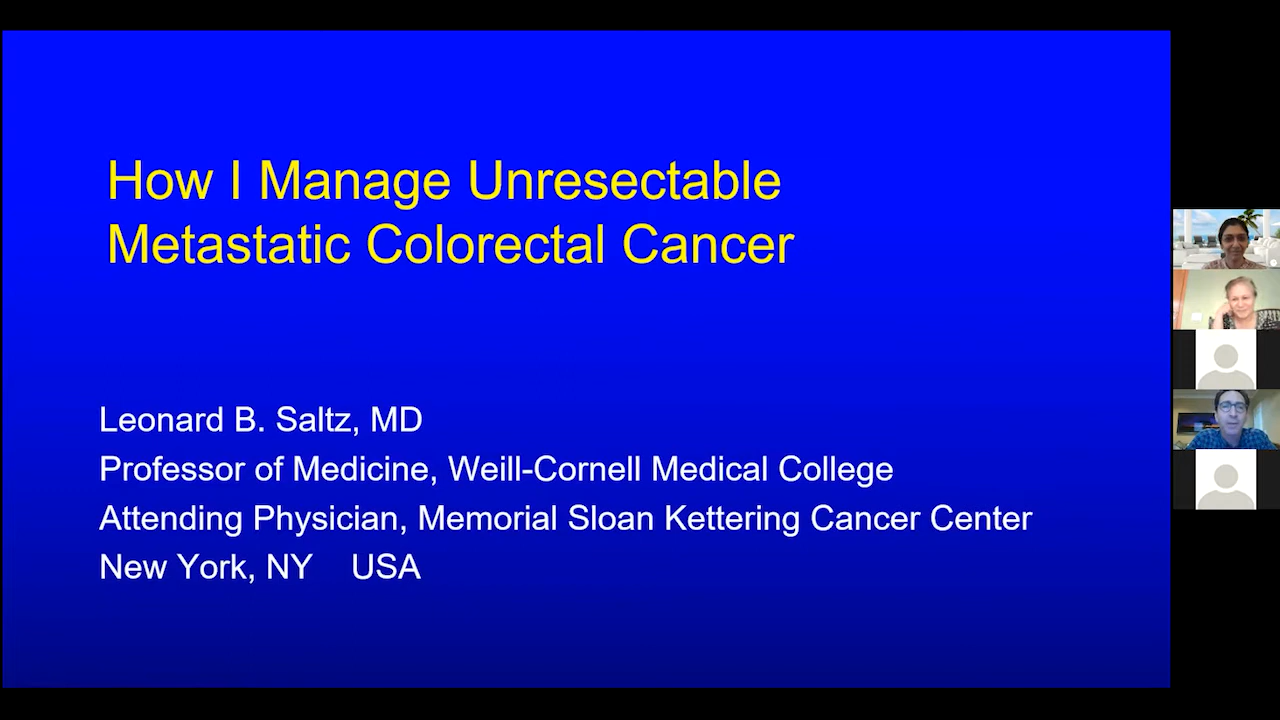 How I Manage Unresectable
Metastatic Colorectal Cancer
Leonard B. Saltz, MD
Professor of Medicine, Weill-Cornell Medical College
Attending Physician, Memorial Sloan Kettering Cancer Center
New York, NY USA